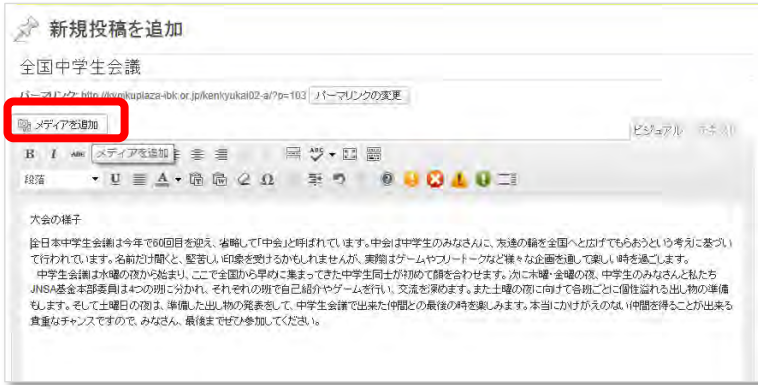 新規投稿を追加
全国中学生会議
パーマリンク: http://kyoikuplaza-ibk.or.jp/kenkyukai02-a/?p=103 パーマリンクの変更
メディアを追加
ビジュアル テキスト
B I ABC メディアを追加 ABC
段落 U A Ω
大会の様子
全日本中学生会議は今年で60回目を迎え、省略して「中会」と呼ばれています。中会は中学生のみなさんに、友達の輪を全国へと広げてもらおうという考えに基づい
て行われています。名前だけ聞くと、堅苦しい印象を受けるかもしれませんが、実際はゲームやフリートークなど様々な企画を通して楽しい時を過ごします。
中学生会議は水曜の夜から始まり、ここで全国から早めに集まってきた中学生同士が初めて顔を合わせます。次に木曜・金曜の夜、中学生のみなさんと私たち
JNSA基金本部委員は4つの班に分かれ、それぞれの班で自己紹介やゲームを行い、交流を深めます。また土曜の夜に向けて各班ごとに個性溢れる出し物の準備
もします。そして土曜日の夜は、準備した出し物の発表をして、中学生会議で出来た仲間との最後の時を楽しみます。本当にかけがえのない仲間を得ることが出来る
貴重なチャンスですので、みなさん、最後までぜひ参加してください。